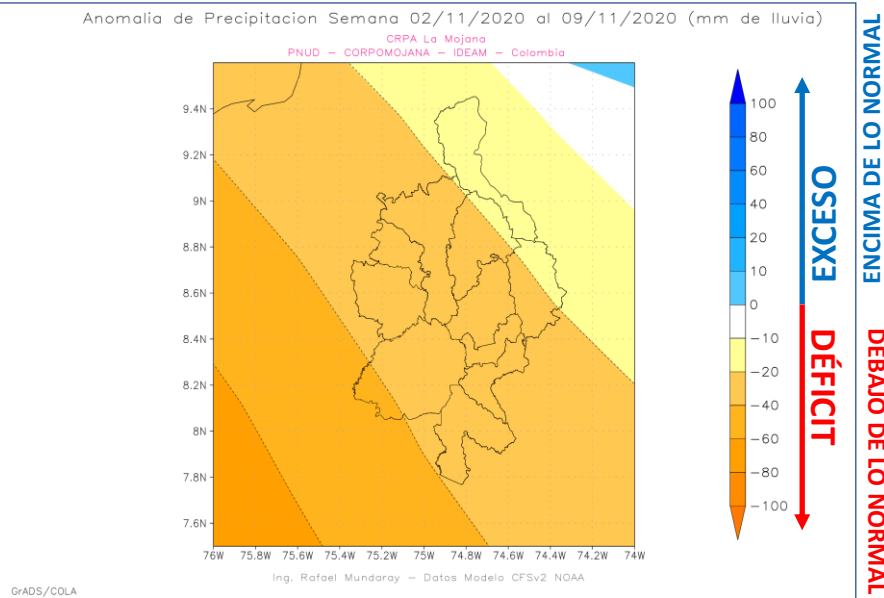 Anomalia de Precipitacion Semana 02/11/2020 al 09/11/2020 (mm de lluvia)
CRPA La Mojana
PNUD – CORPOMOJANA – IDEAM – Colombia
9.4N
9.2N
9N
8.8N
8.6N
8.4N
8.2N
8N
7.8N
7.6N
76W 75.8W 75.6W 75.4W 75.2W 75W 74.8W 74.6W 74.4W 74.2W 74W
Ing. Rafael Mundaray – Datos Modelo CFSv2 NOAA
GrADS/COLA
100
80
60
40
20
10
0
−10
−20
−40
−60
−80
−100
EXCESO
DÉFICIT
ENCIMA DE LO NORMAL
DEBAJO DE LO NORMAL